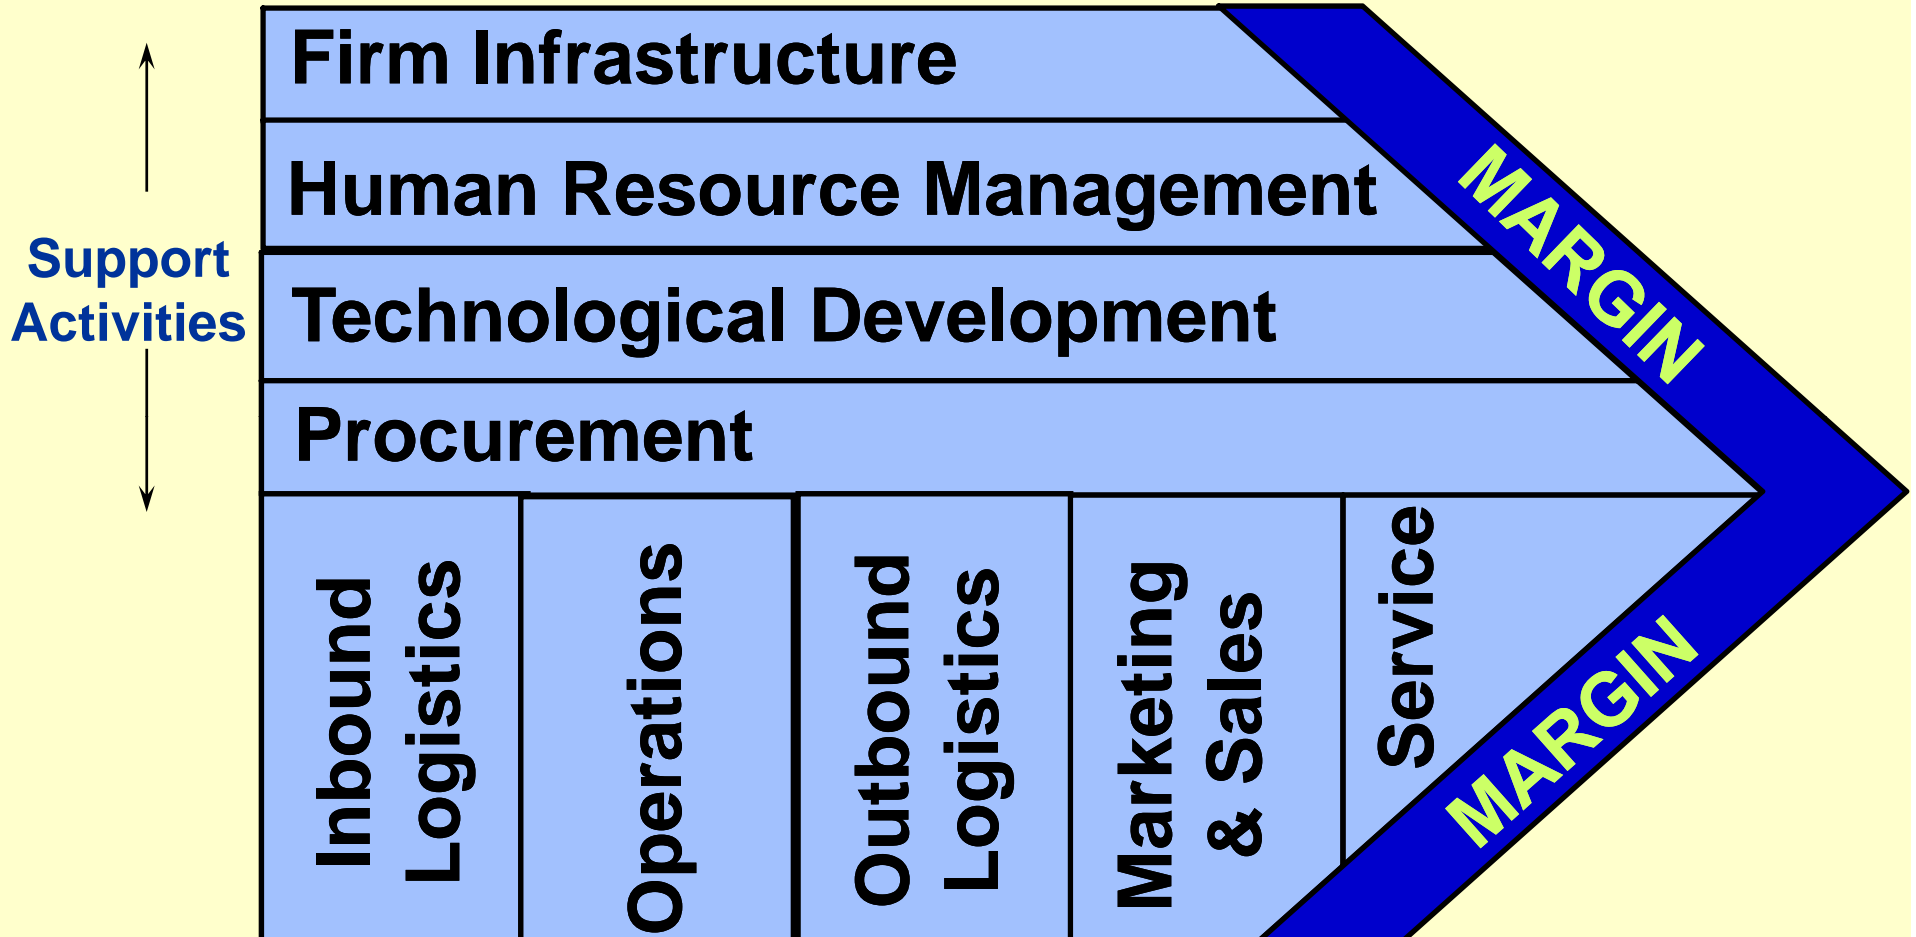 Firm Infrastructure
Human Resource Management
Support
Activities
Technological Development
Procurement
MARGIN
Inbound
Logistics
Operations
Outbound
Logistics
Marketing
& Sales
Service
MARGIN